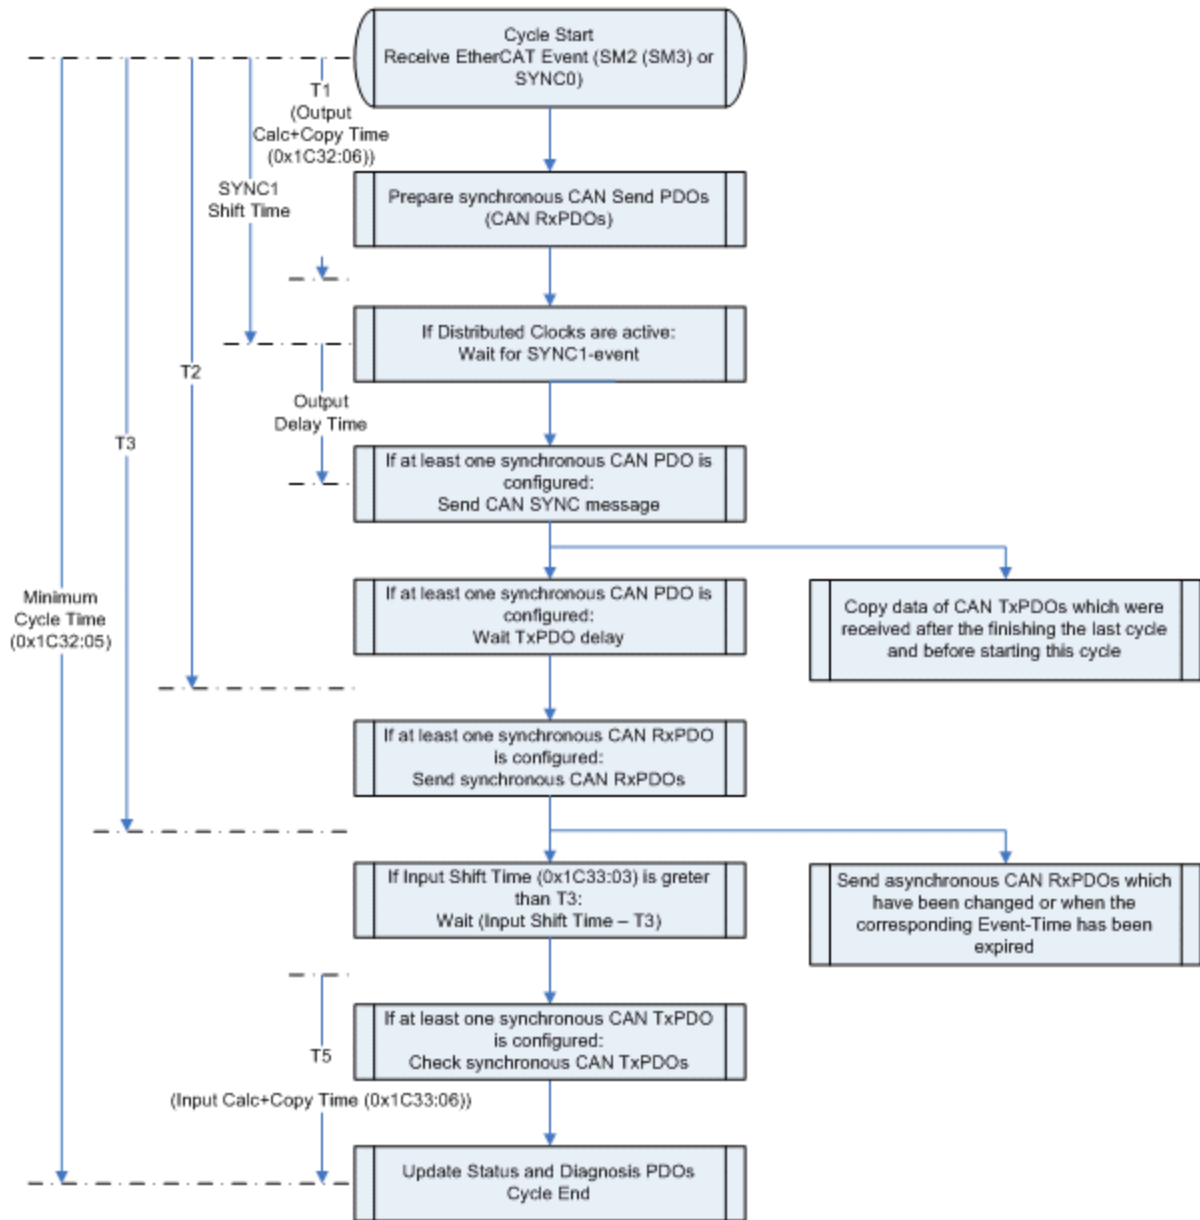 Cycle Start
Receive EtherCAT Event (SM2 (SM3) or
SYNC0)
T1
(Output
Calc+Copy Time
(0x1C32:06))
Prepare synchronous CAN Send PDOs
(CAN RxPDOs)
SYNC1
Shift Time
If Distributed Clocks are active:
Wait for SYNC1-event
T2
Output
Delay Time
T3
If at least one synchronous CAN PDO is
configured:
Send CAN SYNC message
Minimum
Cycle Time
(0x1C32:05)
If at least one synchronous CAN PDO is
configured:
Wait TxPDO delay
Copy data of CAN TxPDOs which were
received after the finishing the last cycle
and before starting this cycle
If at least one synchronous CAN RxPDO
is configured:
Send synchronous CAN RxPDOs
If Input Shift Time (0x1C33:03) is greter
than T3:
Wait (Input Shift Time – T3)
Send asynchronous CAN RxPDOs which
have been changed or when the
corresponding Event-Time has been
expired
If at least one synchronous CAN TxPDO
is configured:
Check synchronous CAN TxPDOs
T5
(Input Calc+Copy Time (0x1C33:06))
Update Status and Diagnosis PDOs
Cycle End